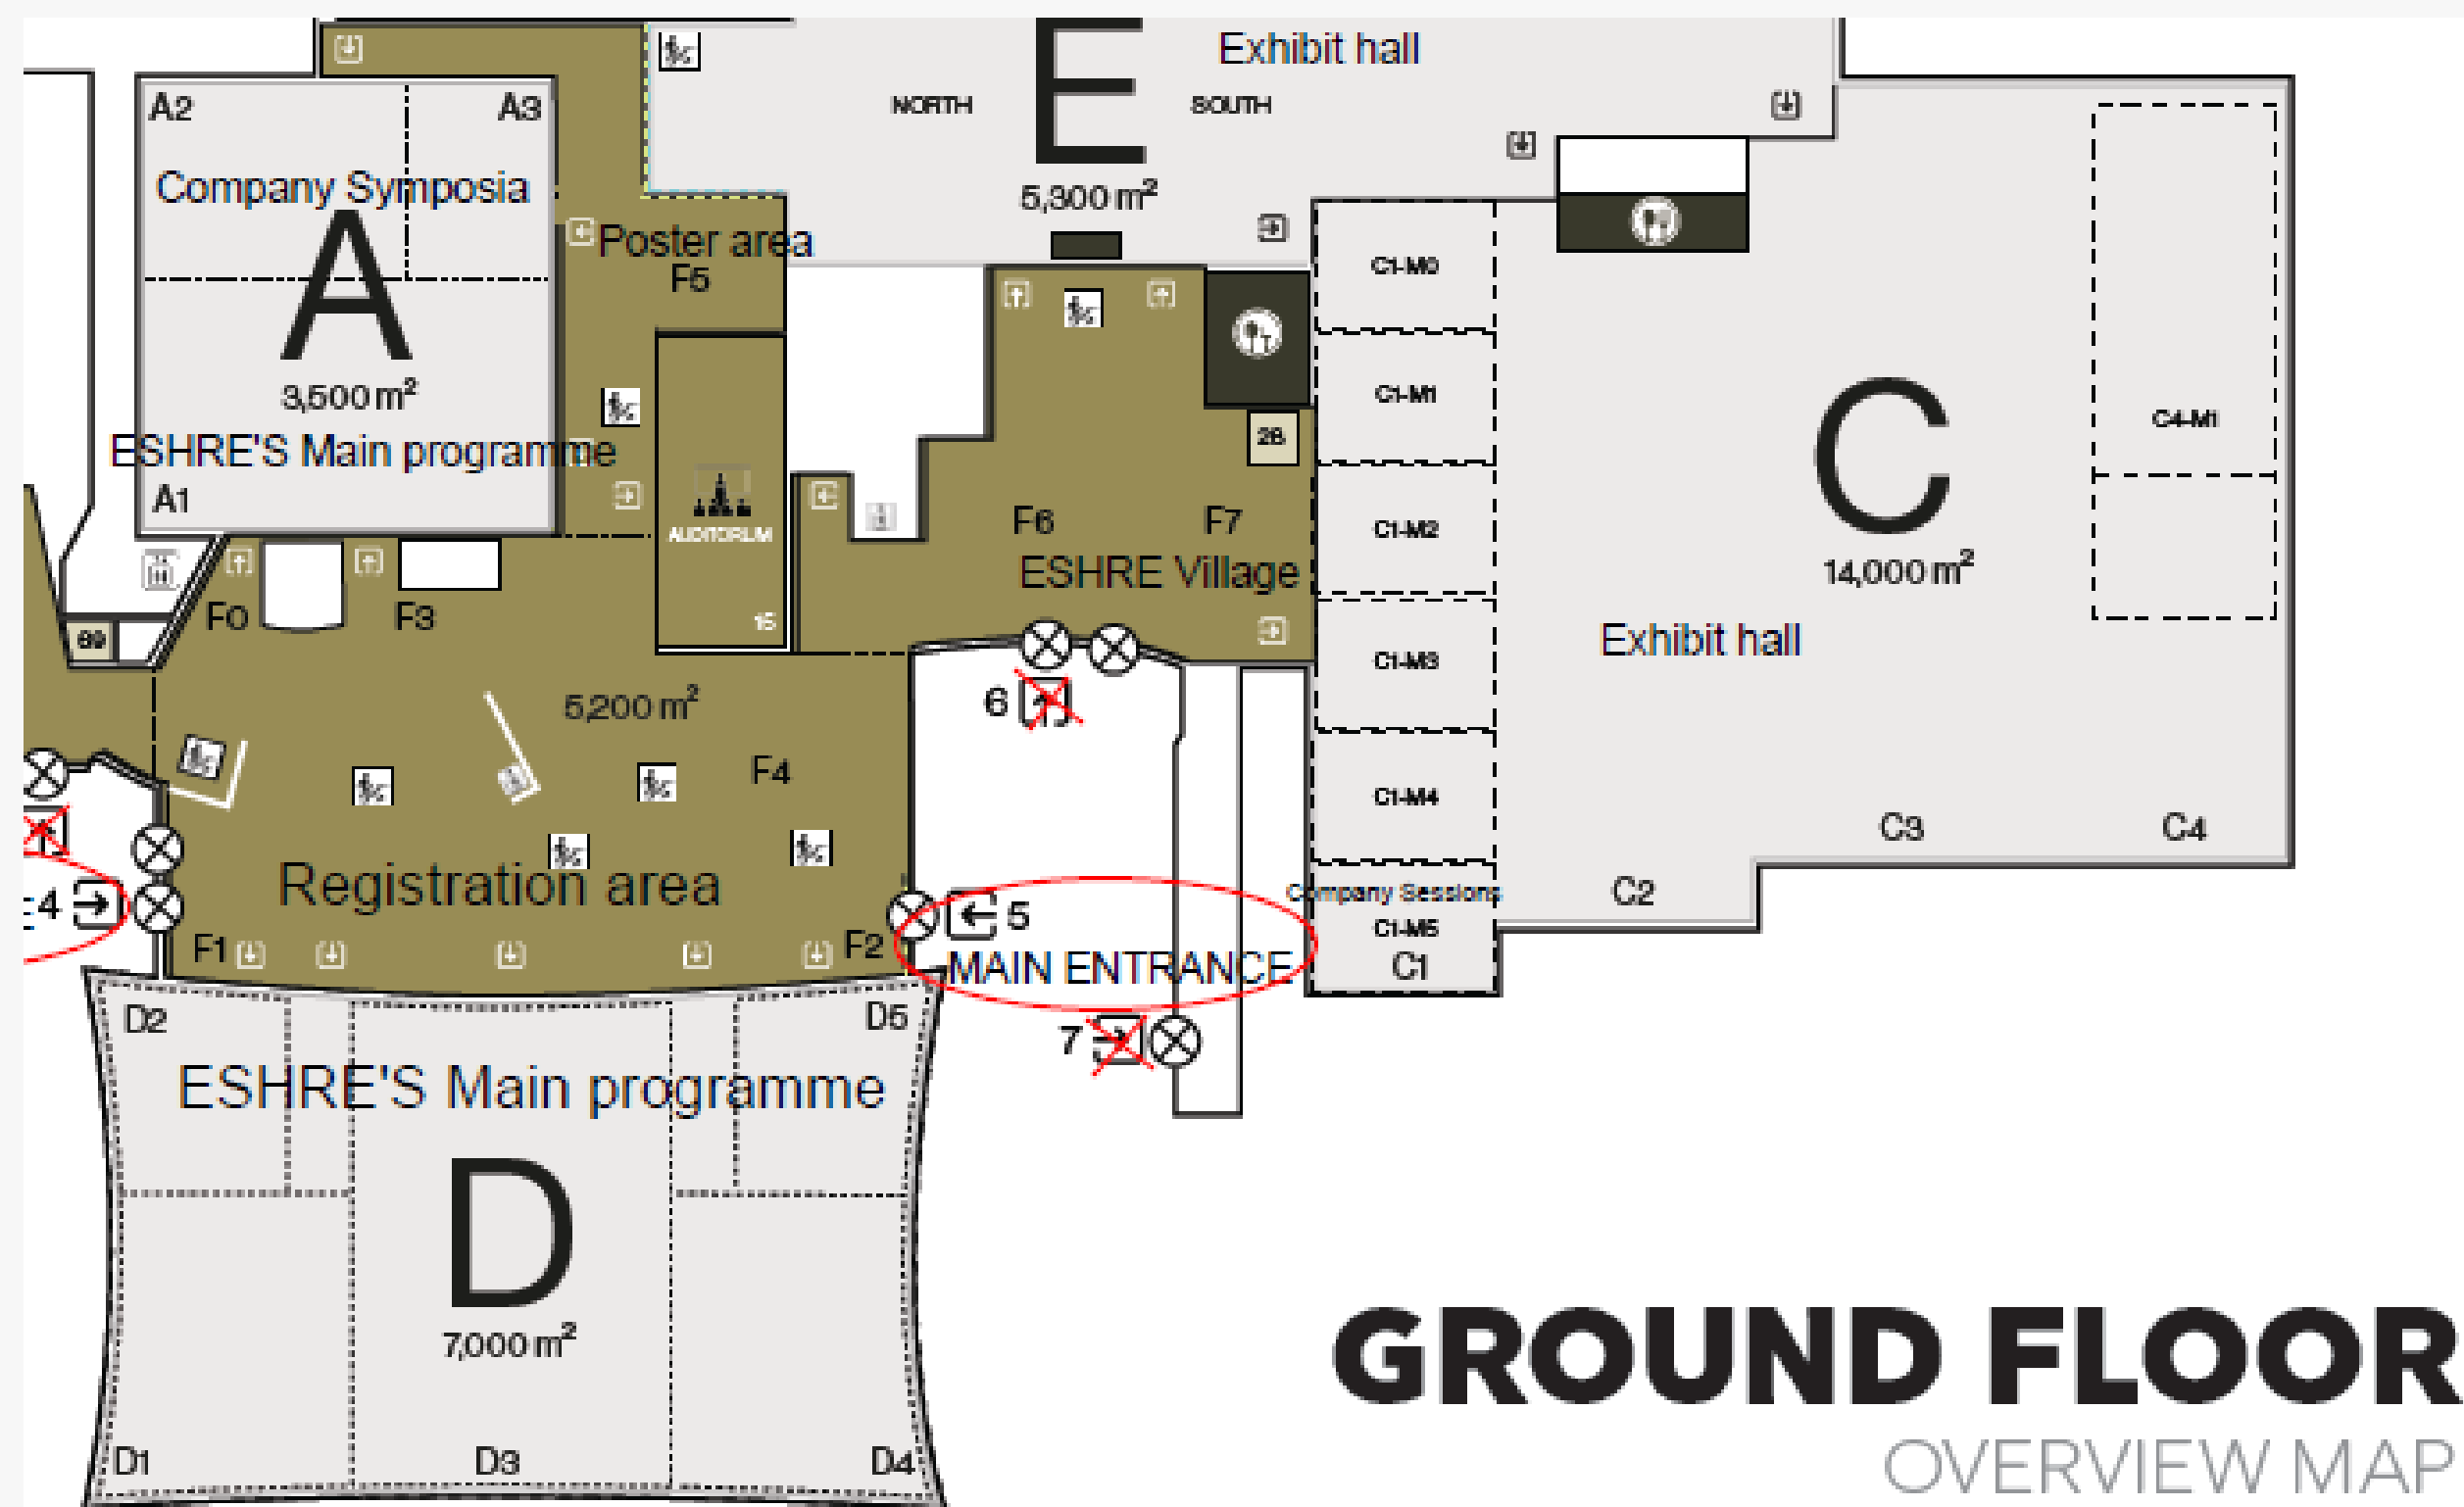 E
Exhibit hall
NORTH
SOUTH
5,300 m²
A2
A3
Company Symposia
A
3,500 m²
ESHRE'S Main programme
A1
Poster area
F5
AUDITORIUM
15
F6
F7
ESHRE Village
C1-M0
C1-M1
C1-M2
C1-M3
C1-M4
Company Sessions
C1-M5
C1
C
14,000 m²
Exhibit hall
C4-M1
C2
C3
C4
F0
F3
69
5,200 m²
F4
Registration area
F1
F2
4
6
5
MAIN ENTRANCE
7
D2
D5
ESHRE'S Main programme
D
7,000 m²
D1
D3
D4
GROUND FLOOR
OVERVIEW MAP